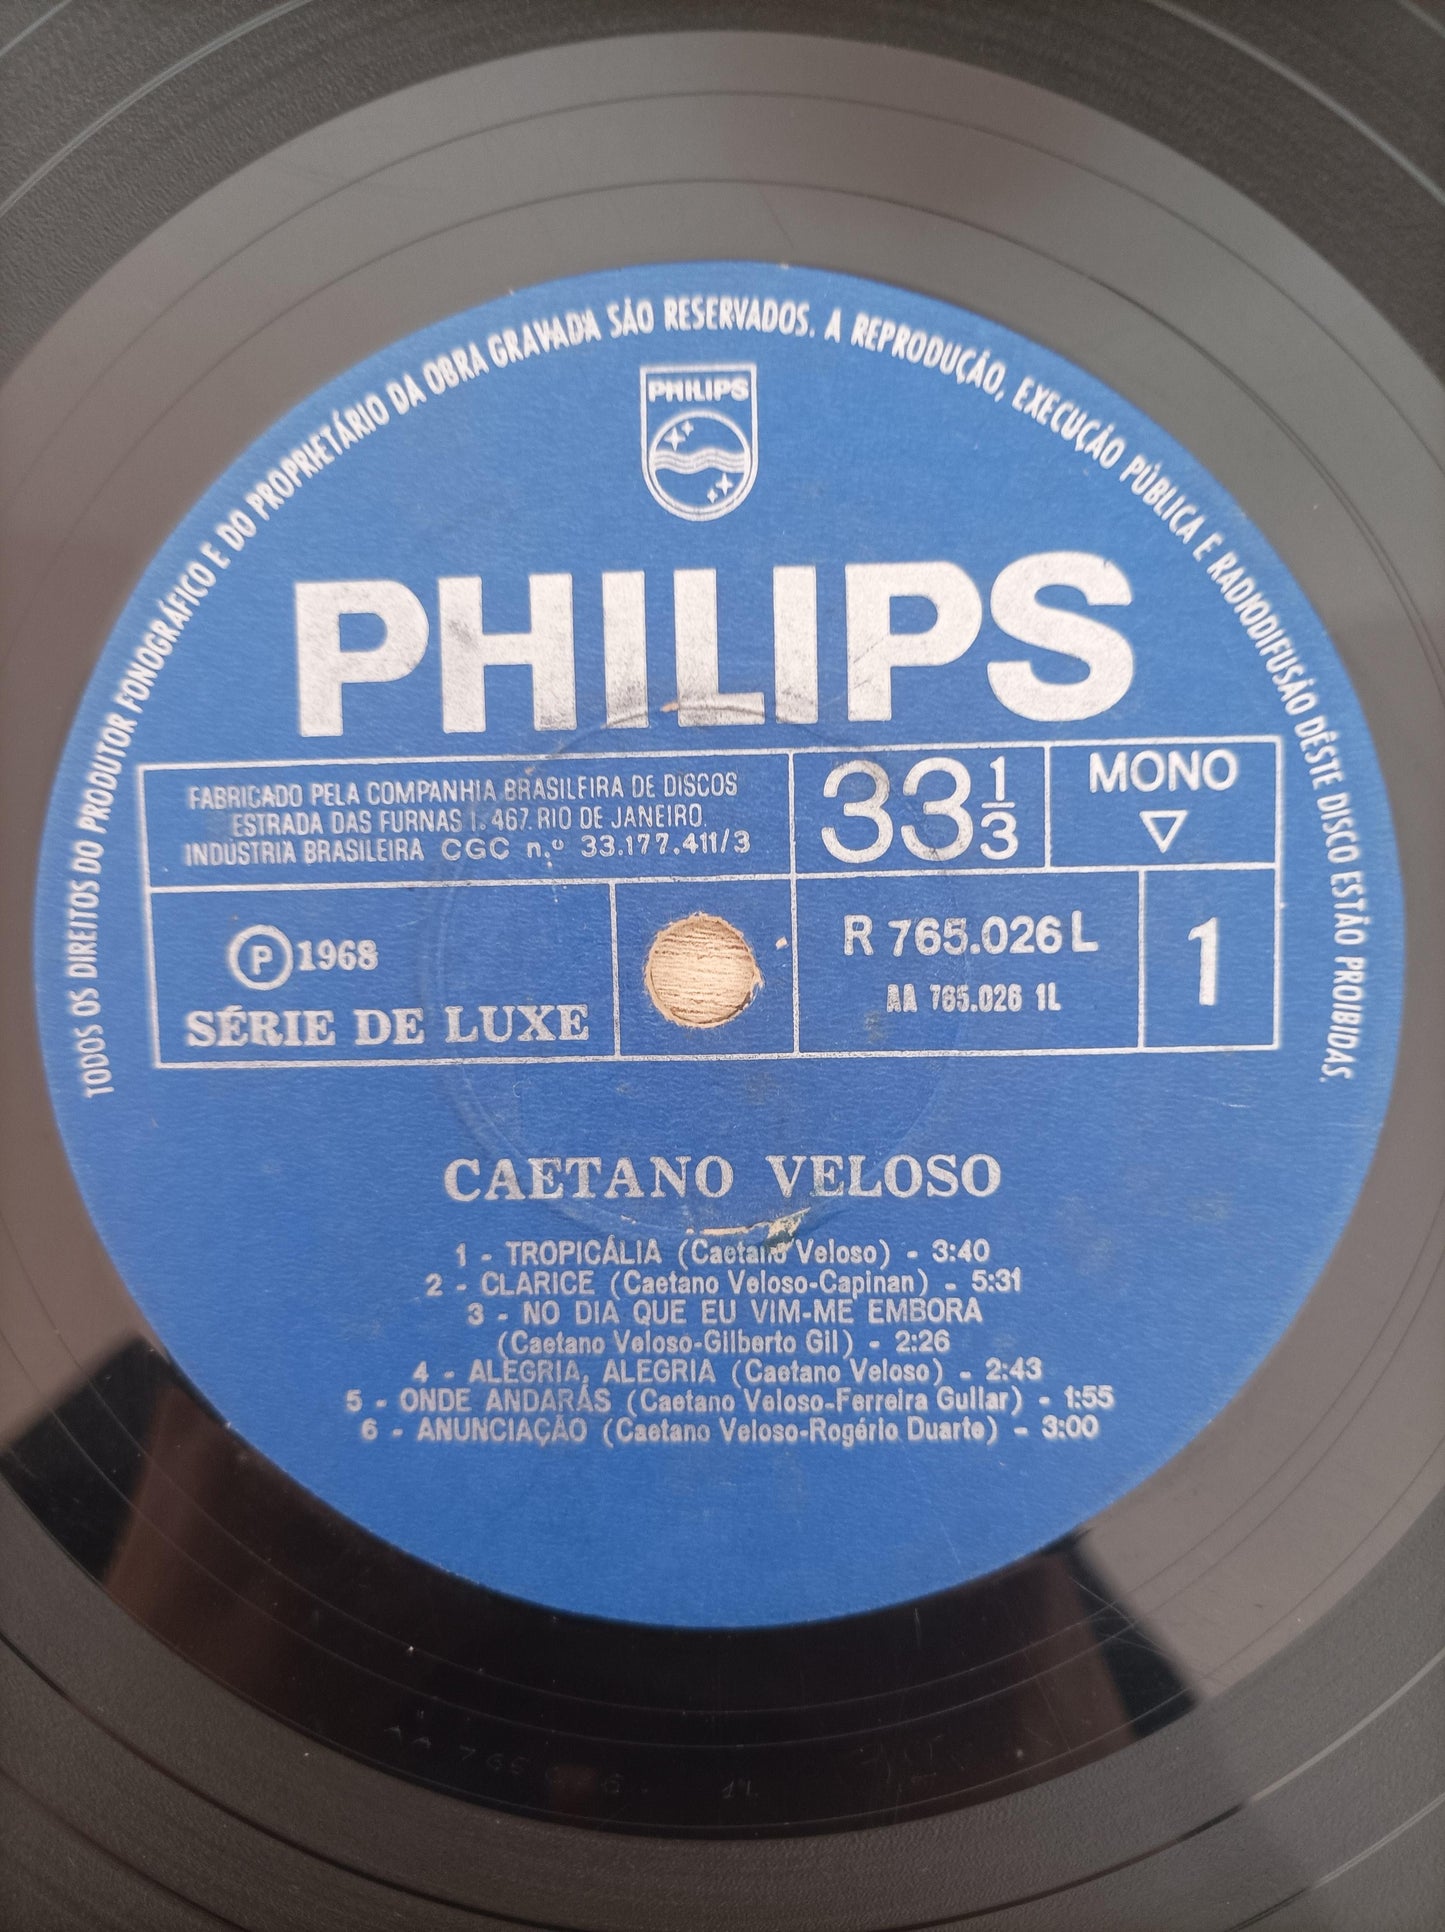 TODOS OS DIREITOS DO PRODUTOR FONOGRÁFICO E DO PROPRIETÁRIO DA OBRA GRAVADA SÃO RESERVADOS. A REPRODUÇÃO, EXECUÇÃO PÚBLICA E RADIODIFUSÃO DÊSTE DISCO ESTÃO PROIBIDAS.
PHILIPS
PHILIPS
FABRICADO PELA COMPANHIA BRASILEIRA DE DISCOS
ESTRADA DAS FURNAS 1.467. RIO DE JANEIRO.
INDÚSTRIA BRASILEIRA CGC n.º 33.177.411/3
33 1/3
MONO
℗ 1968
SÉRIE DE LUXE
R 765.026 L
AA 765.026 1L
1
CAETANO VELOSO
1 - TROPICÁLIA (Caetano Veloso) - 3:40
2 - CLARICE (Caetano Veloso-Capinan) - 5:31
3 - NO DIA QUE EU VIM-ME EMBORA
(Caetano Veloso-Gilberto Gil) - 2:26
4 - ALEGRIA, ALEGRIA (Caetano Veloso) - 2:43
5 - ONDE ANDARÁS (Caetano Veloso-Ferreira Gullar) - 1:55
6 - ANUNCIAÇÃO (Caetano Veloso-Rogério Duarte) - 3:00